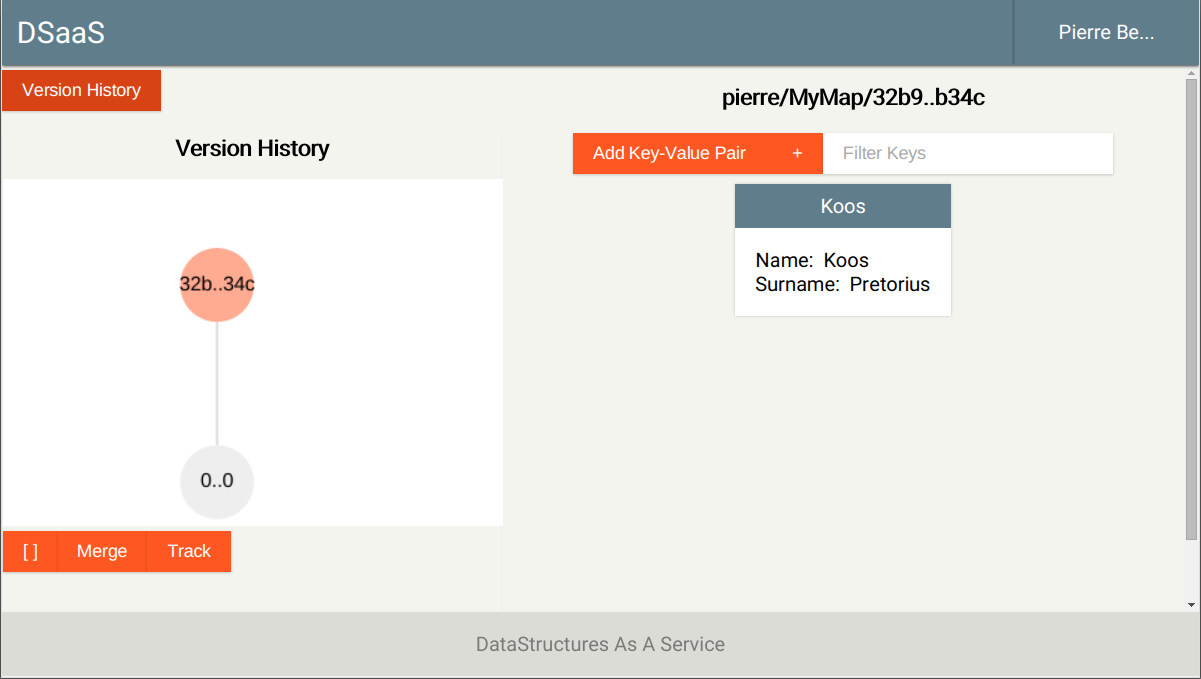 DSaaS
Pierre Be...
Version History
pierre/MyMap/32b9..b34c
Version History
Add Key-Value Pair +
Filter Keys
Koos
Name: Koos
Surname: Pretorius
32b..34c
0..0
[ ] Merge Track
DataStructures As A Service